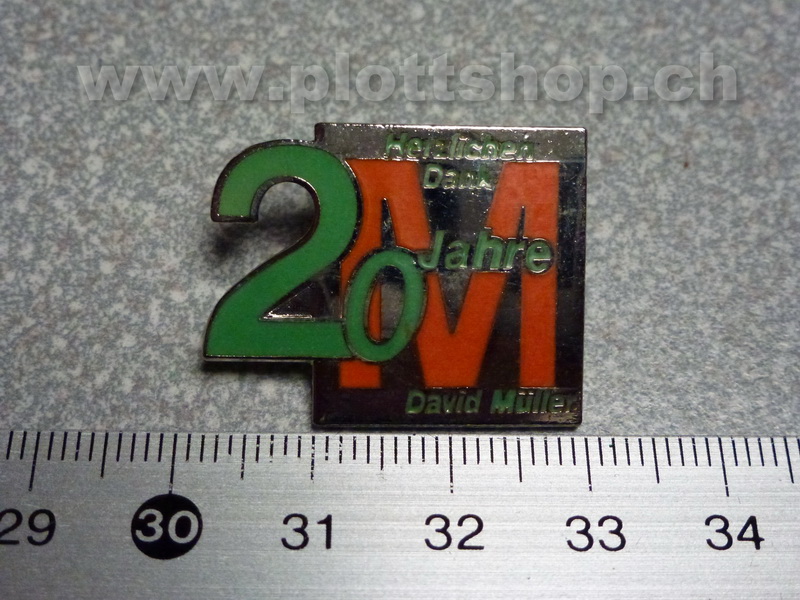 www.plottshop.ch
Herzlichen
Dank
M
20 Jahre
David Müller
29 30 31 32 33 34